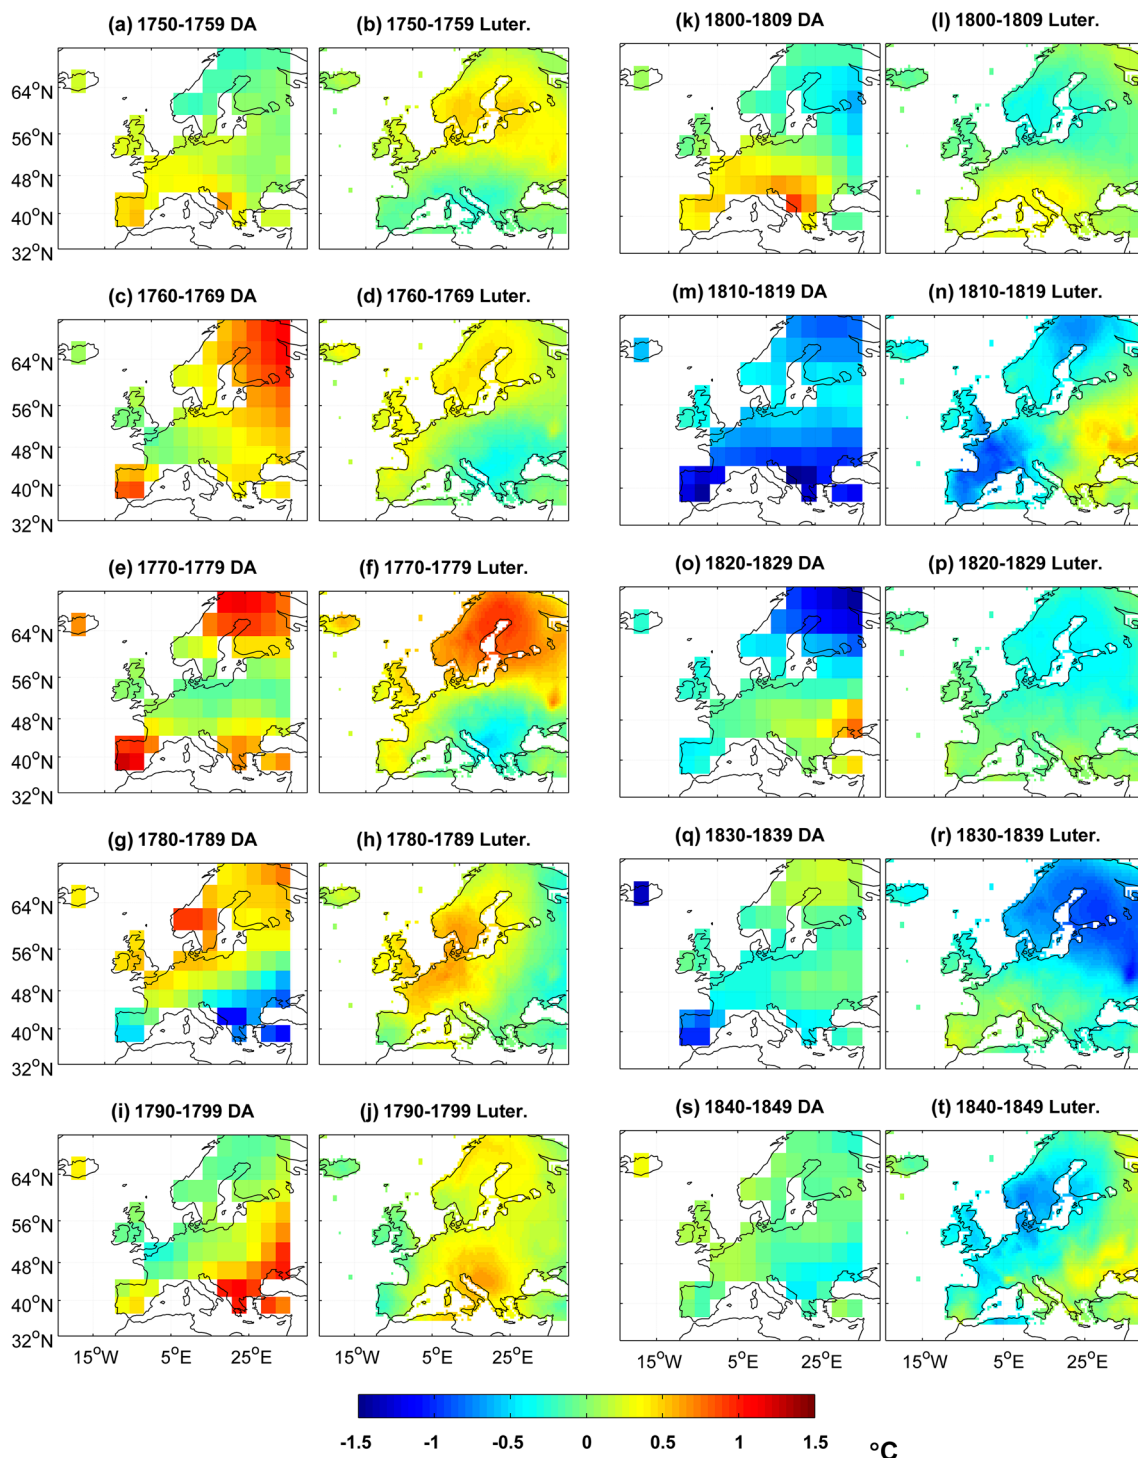 (a) 1750-1759 DA
(b) 1750-1759 Luter.
(k) 1800-1809 DA
(l) 1800-1809 Luter.
64°N
56°N
48°N
40°N
32°N
(c) 1760-1769 DA
(d) 1760-1769 Luter.
(m) 1810-1819 DA
(n) 1810-1819 Luter.
64°N
56°N
48°N
40°N
32°N
(e) 1770-1779 DA
(f) 1770-1779 Luter.
(o) 1820-1829 DA
(p) 1820-1829 Luter.
64°N
56°N
48°N
40°N
32°N
(g) 1780-1789 DA
(h) 1780-1789 Luter.
(q) 1830-1839 DA
(r) 1830-1839 Luter.
64°N
56°N
48°N
40°N
32°N
(i) 1790-1799 DA
(j) 1790-1799 Luter.
(s) 1840-1849 DA
(t) 1840-1849 Luter.
64°N
56°N
48°N
40°N
32°N
15°W 5°E 25°E 15°W 5°E 25°E 15°W 5°E 25°E 15°W 5°E 25°E
-1.5 -1 -0.5 0 0.5 1 1.5 °C